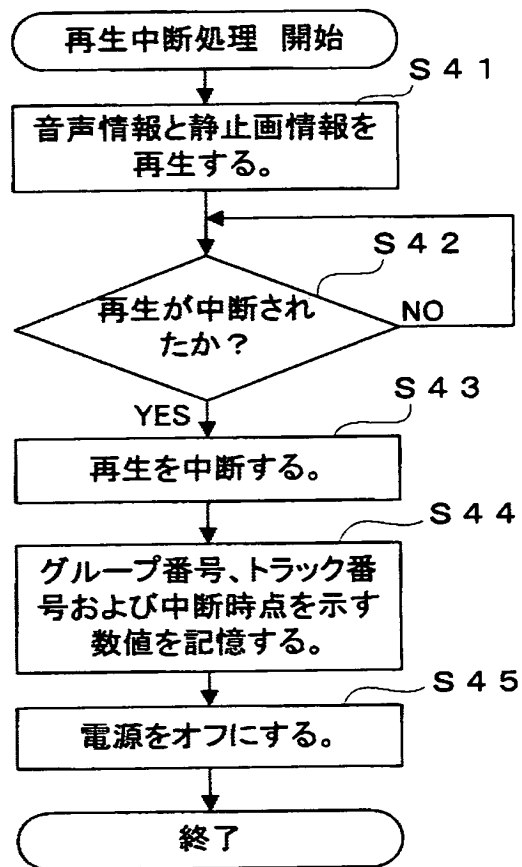 再生中断処理 開始
S41
音声情報と静止画情報を
再生する。
S42
再生が中断され
たか？
NO
YES
S43
再生を中断する。
S44
グループ番号、トラック番
号および中断時点を示す
数値を記憶する。
S45
電源をオフにする。
終了